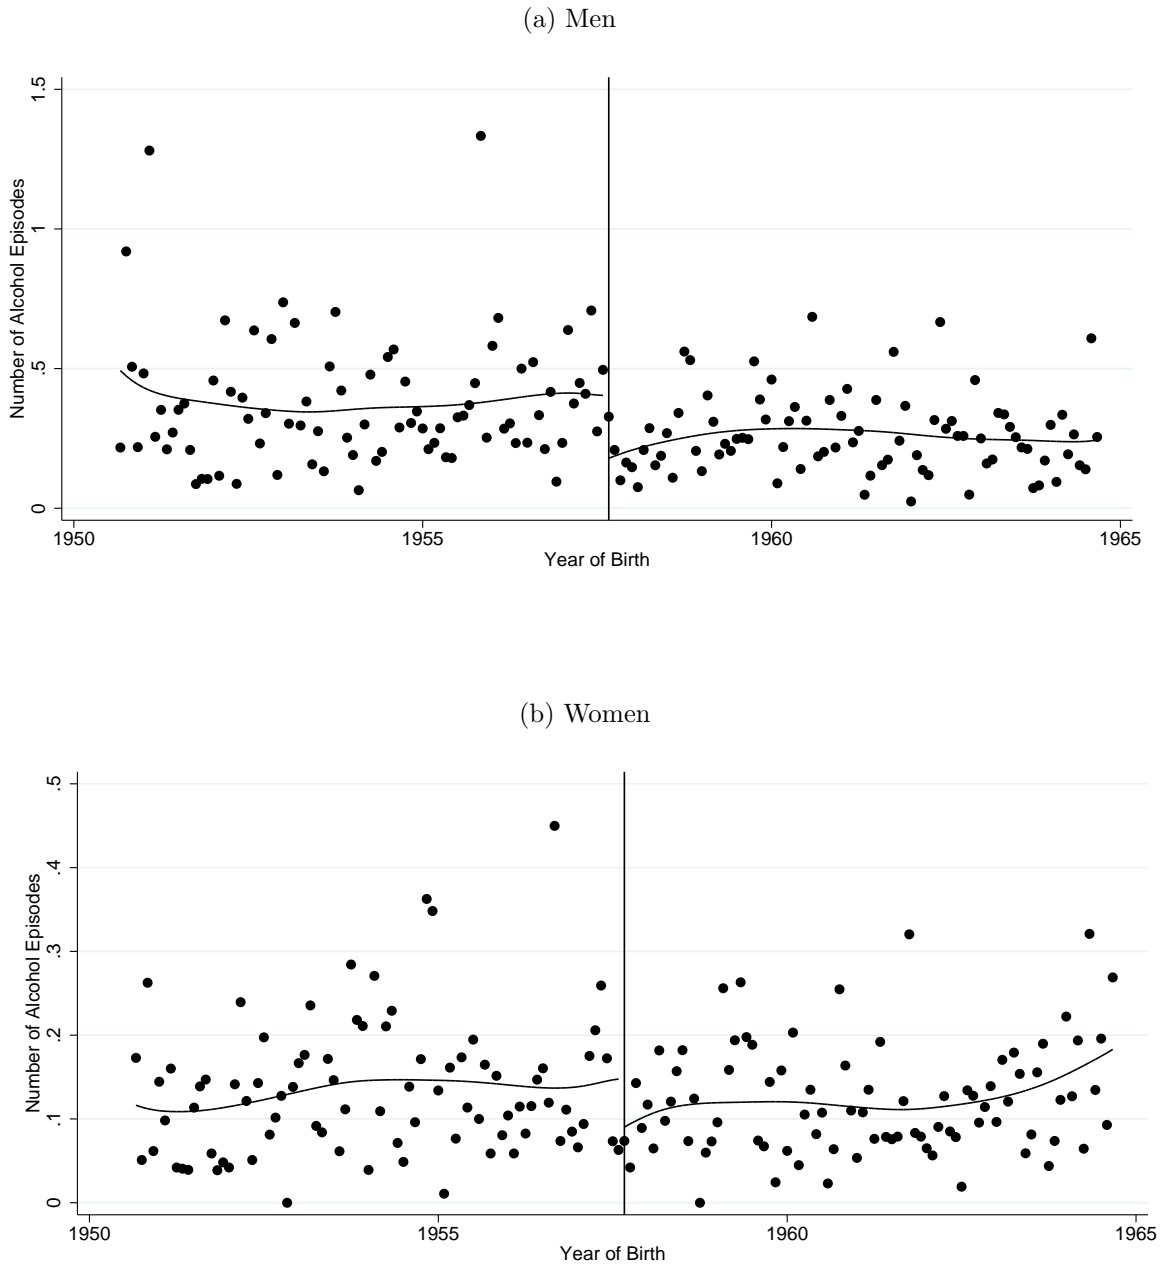 (a) Men
1.5
1
.5
0
Number of Alcohol Episodes
1950 1955 1960 1965
Year of Birth
(b) Women
.5
.4
.3
.2
.1
0
Number of Alcohol Episodes
1950 1955 1960 1965
Year of Birth